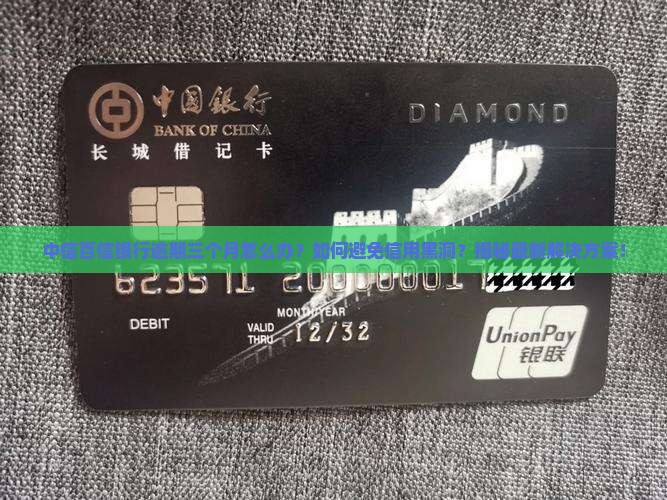 中国银行
BANK OF CHINA
长城借记卡
DIAMOND
中信百信银行逾期三个月怎么办？如何避免信用黑洞？揭秘最新解决方案！
DEBIT
MONTH/YEAR
VALID THRU 12/32
UnionPay
银联